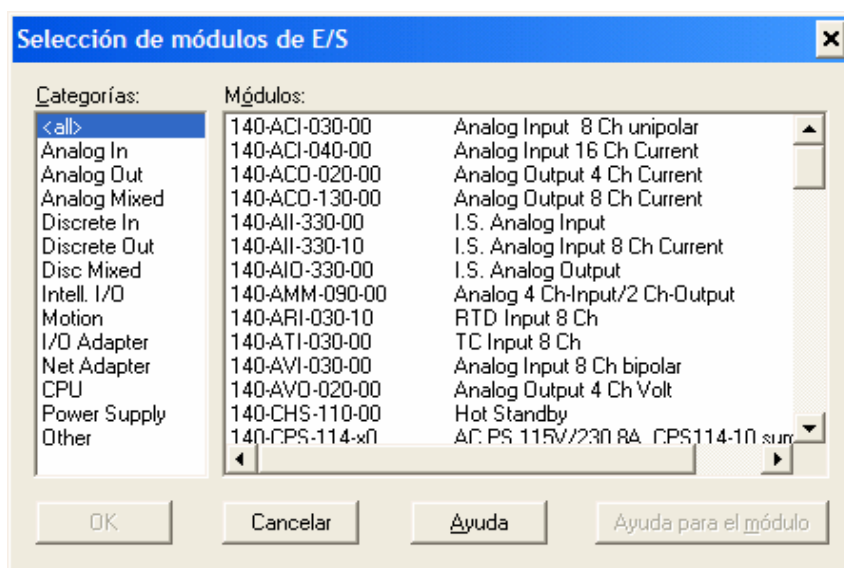 Selección de módulos de E/S
Categorías:
Módulos:
<all>
Analog In
Analog Out
Analog Mixed
Discrete In
Discrete Out
Disc Mixed
Intell. I/O
Motion
I/O Adapter
Net Adapter
CPU
Power Supply
Other
140-ACI-030-00 Analog Input 8 Ch unipolar
140-ACI-040-00 Analog Input 16 Ch Current
140-ACO-020-00 Analog Output 4 Ch Current
140-ACO-130-00 Analog Output 8 Ch Current
140-AII-330-00 I.S. Analog Input
140-AII-330-10 I.S. Analog Input 8 Ch Current
140-AIO-330-00 I.S. Analog Output
140-AMM-090-00 Analog 4 Ch-Input/2 Ch-Output
140-ARI-030-10 RTD Input 8 Ch
140-ATI-030-00 TC Input 8 Ch
140-AVI-030-00 Analog Input 8 Ch bipolar
140-AVO-020-00 Analog Output 4 Ch Volt
140-CHS-110-00 Hot Standby
140-CPS-114-x0 AC PS 115V/230 8A CPS114-10
OK
Cancelar
Ayuda
Ayuda para el módulo